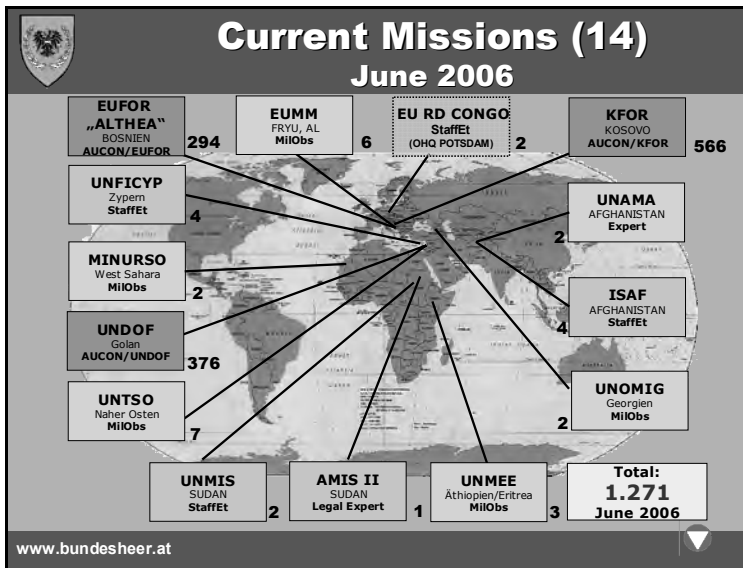 Current Missions (14)
June 2006
EUFOR
„ALTHEA“
BOSNIEN
AUCON/EUFOR
294
EUMM
FRYU, AL
MilObs
6
EU RD CONGO
StaffEt
(OHQ POTSDAM)
2
KFOR
KOSOVO
AUCON/KFOR
566
UNFICYP
Zypern
StaffEt
4
UNAMA
AFGHANISTAN
Expert
2
MINURSO
West Sahara
MilObs
2
ISAF
AFGHANISTAN
StaffEt
4
UNDOF
Golan
AUCON/UNDOF
376
UNTSO
Naher Osten
MilObs
7
UNOMIG
Georgien
MilObs
2
UNMIS
SUDAN
StaffEt
2
AMIS II
SUDAN
Legal Expert
1
UNMEE
Äthiopien/Eritrea
MilObs
3
Total:
1.271
June 2006
www.bundesheer.at